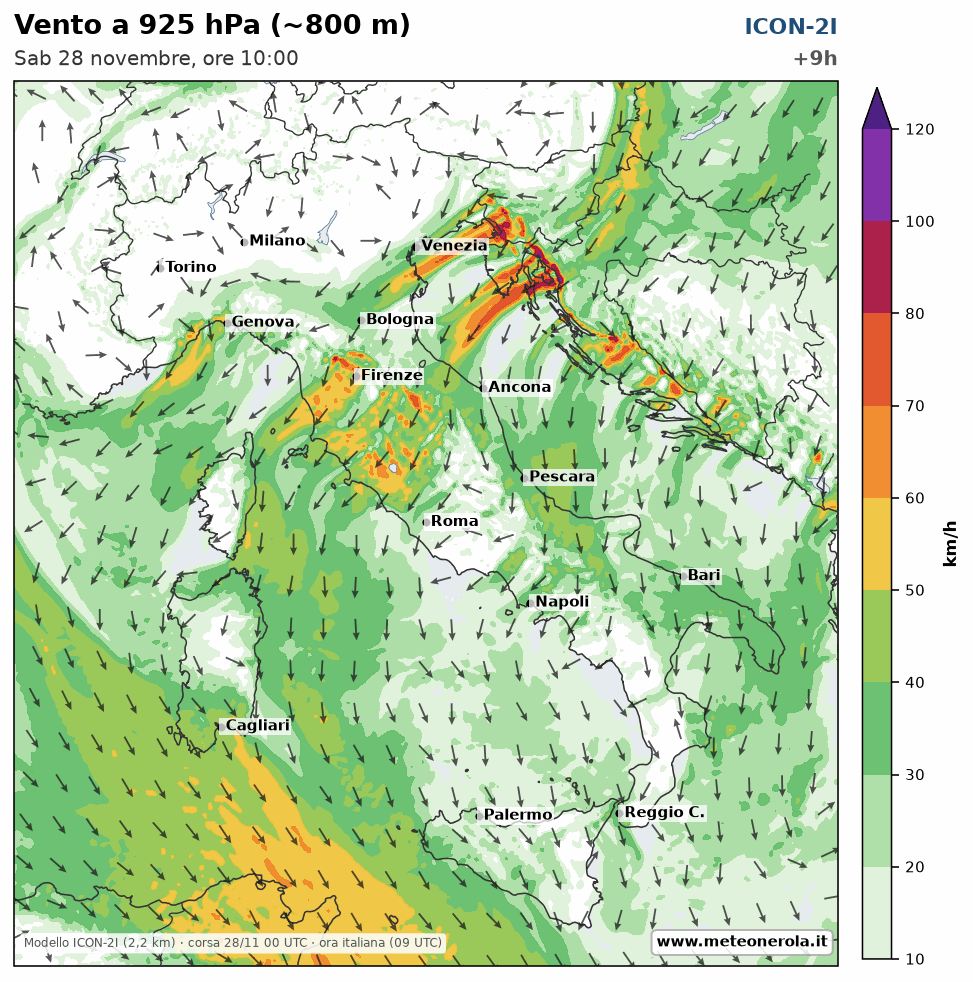 Vento a 925 hPa (~800 m)
ICON-2I
Sab 28 novembre, ore 10:00
+9h
120
100
80
70
60
50
40
30
20
10
km/h
Milano
Venezia
Torino
Genova
Bologna
Firenze
Ancona
Pescara
Roma
Bari
Napoli
Cagliari
Palermo
Reggio C.
Modello ICON-2I (2,2 km) · corsa 28/11 00 UTC · ora italiana (09 UTC)
www.meteonerola.it